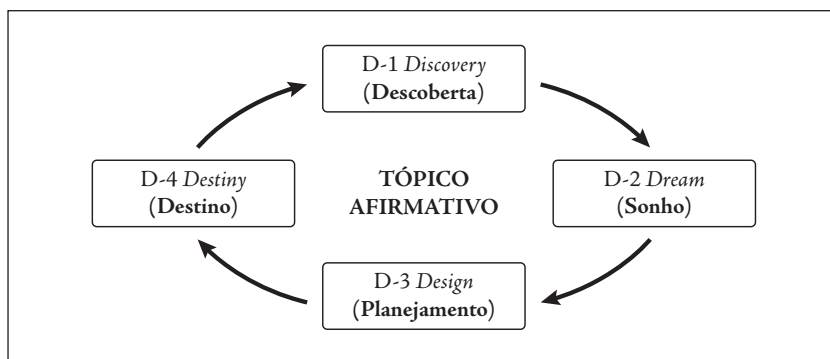 D-1 Discovery
(Descoberta)
D-4 Destiny
(Destino)
TÓPICO
AFIRMATIVO
D-2 Dream
(Sonho)
D-3 Design
(Planejamento)